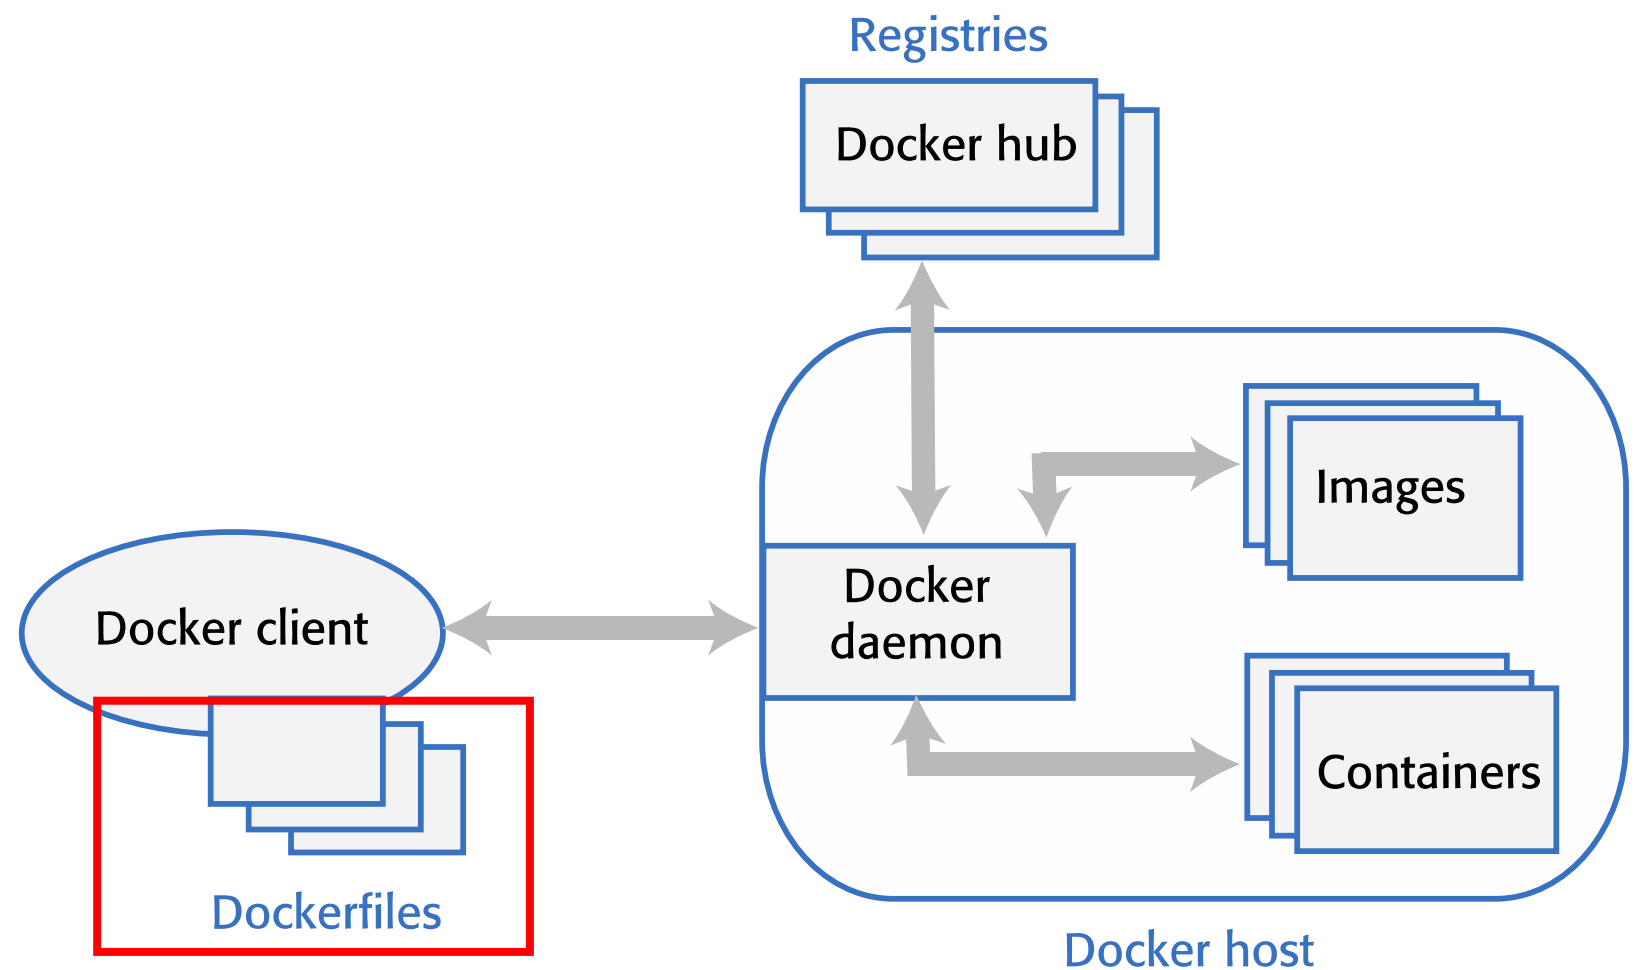 Registries
Docker hub
Images
Docker
daemon
Docker client
Containers
Dockerfiles
Docker host